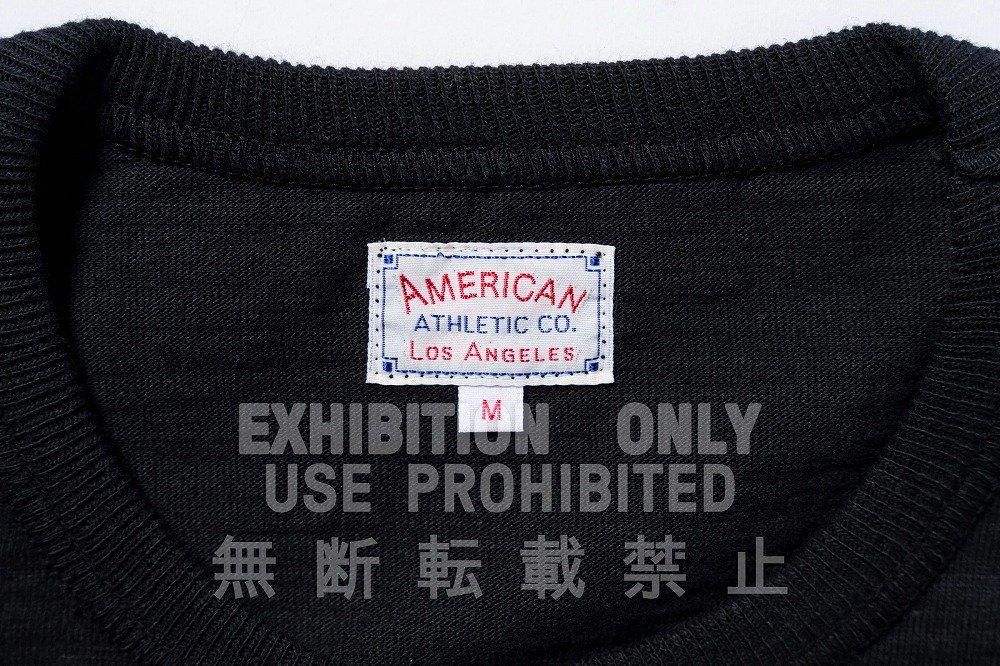 AMERICAN
ATHLETIC CO.
LOS ANGELES
M
EXHIBITION ONLY
USE PROHIBITED
無断転載禁止